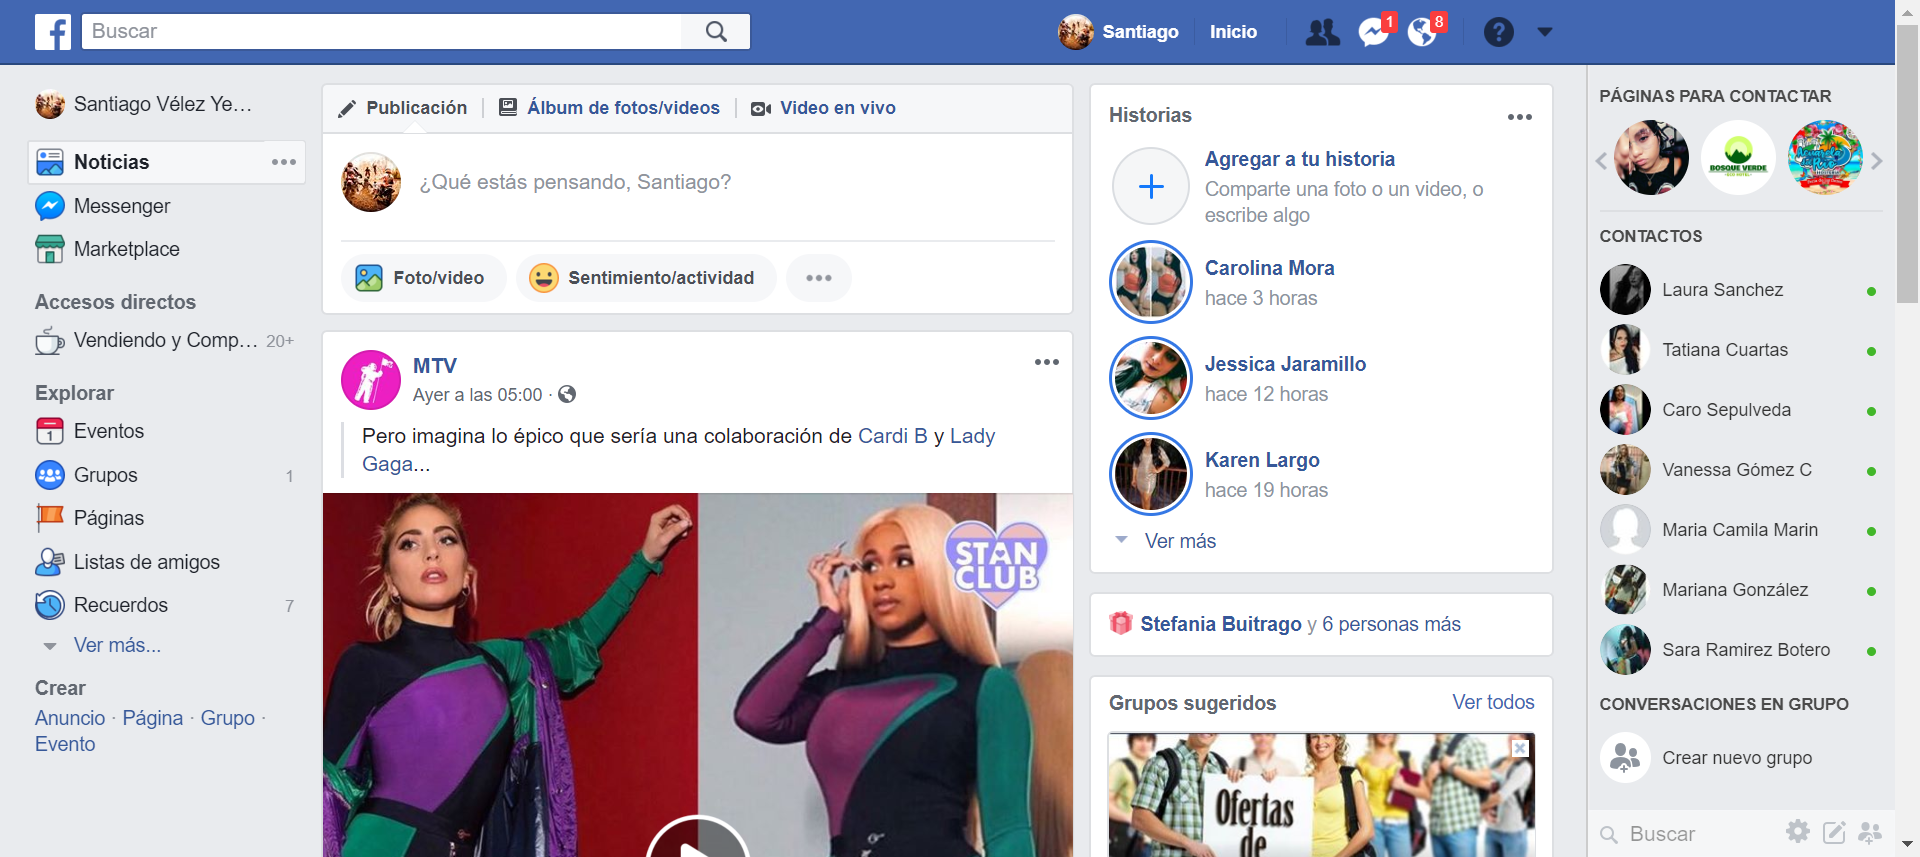 Buscar
Santiago
Inicio
1
8
Santiago Vélez Ye...
Noticias
Messenger
Marketplace
Accesos directos
Vendiendo y Comp... 20+
Explorar
1
Eventos
Grupos 1
Páginas
Listas de amigos
Recuerdos 7
Ver más...
Crear
Anuncio · Página · Grupo ·
Evento
Publicación
Álbum de fotos/videos
Video en vivo
¿Qué estás pensando, Santiago?
Foto/video
Sentimiento/actividad
MTV
Ayer a las 05:00 ·
Pero imagina lo épico que sería una colaboración de Cardi B y Lady
Gaga...
STAN
CLUB
Historias
Agregar a tu historia
Comparte una foto o un video, o
escribe algo
Carolina Mora
hace 3 horas
Jessica Jaramillo
hace 12 horas
Karen Largo
hace 19 horas
Ver más
Stefania Buitrago y 6 personas más
Grupos sugeridos
Ver todos
Ofertas
de
PÁGINAS PARA CONTACTAR
BOSQUE VERDE
CONTACTOS
Laura Sanchez
Tatiana Cuartas
Caro Sepulveda
Vanessa Gómez C
Maria Camila Marin
Mariana González
Sara Ramirez Botero
CONVERSACIONES EN GRUPO
Crear nuevo grupo
Buscar